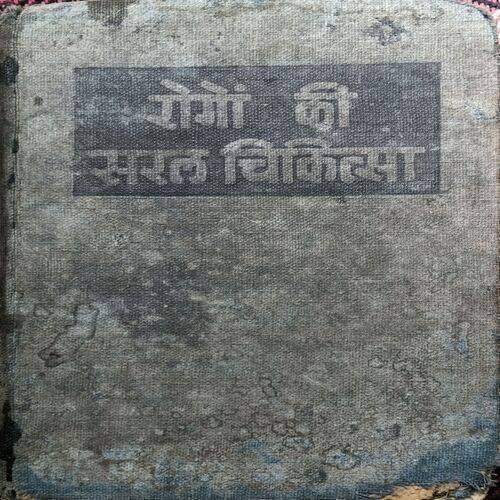 रोगों की
सरल चिकित्सा